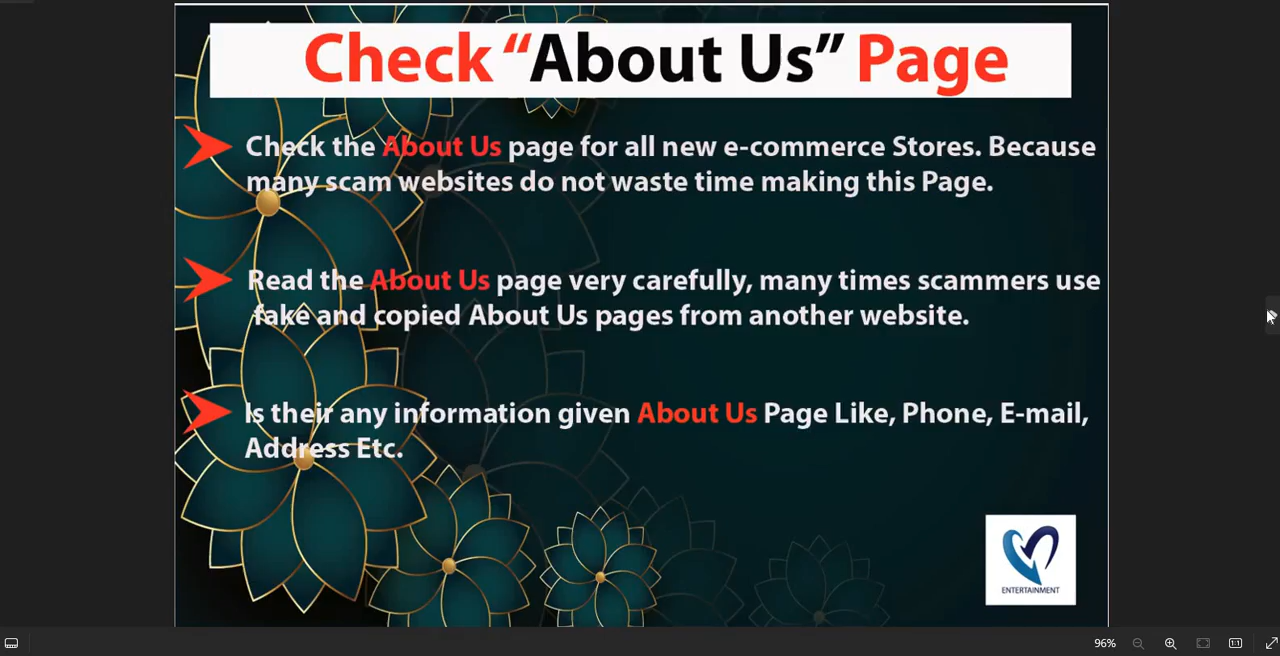 Check “About Us” Page
Check the About Us page for all new e-commerce Stores. Because
many scam websites do not waste time making this Page.
Read the About Us page very carefully, many times scammers use
fake and copied About Us pages from another website.
Is their any information given About Us Page Like, Phone, E-mail,
Address Etc.
ENTERTAINMENT
96%
1:1